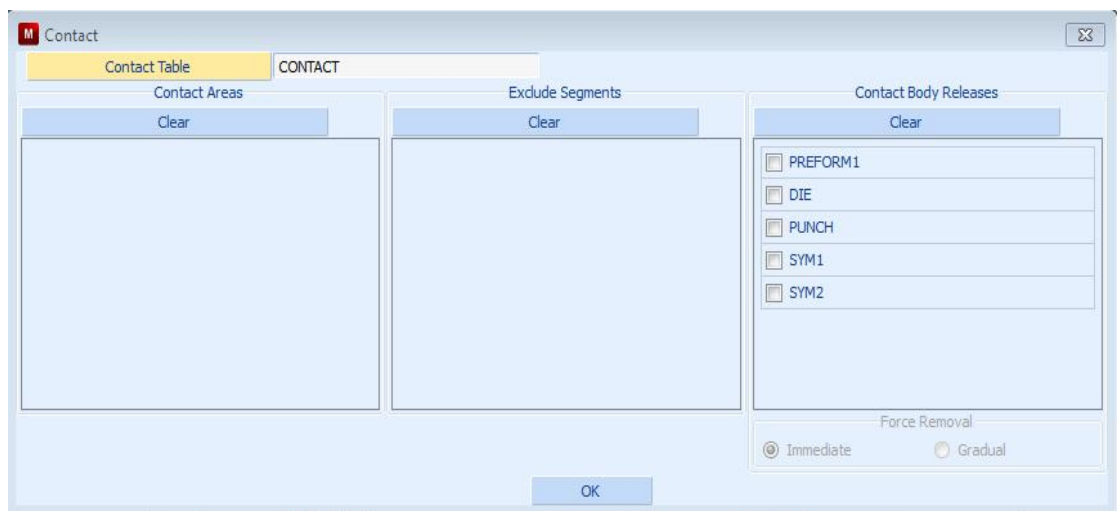 M Contact
Contact Table CONTACT
Contact Areas Exclude Segments Contact Body Releases
Clear Clear Clear
PREFORM1
DIE
PUNCH
SYM1
SYM2
Force Removal
Immediate Gradual
OK